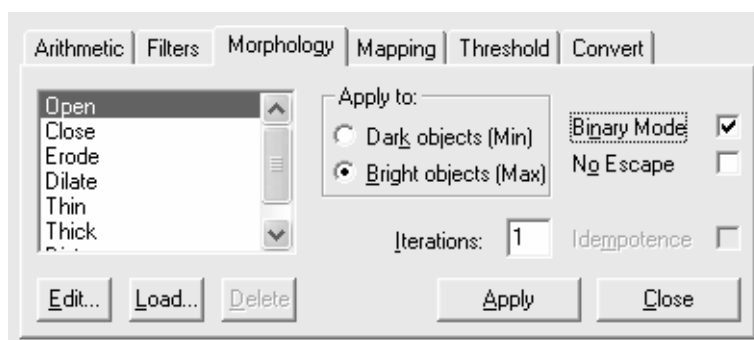 Arithmetic Filters Morphology Mapping Threshold Convert
Open
Close
Erode
Dilate
Thin
Thick
Apply to:
Dark objects (Min)
Bright objects (Max)
Binary Mode
No Escape
Iterations: 1
Idempotence
Edit... Load... Delete Apply Close